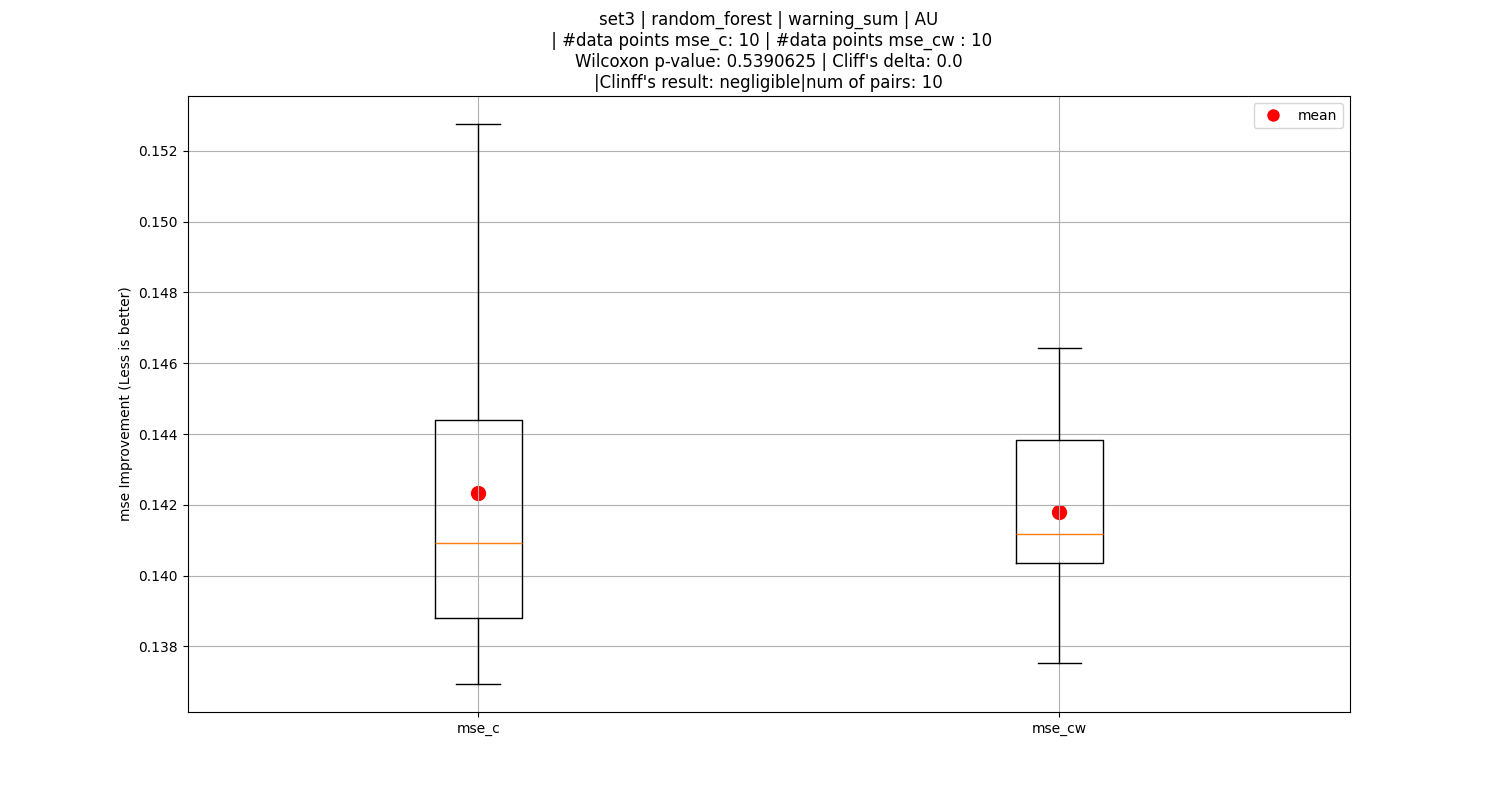 set3 | random_forest | warning_sum | AU
| #data points mse_c: 10 | #data points mse_cw : 10
Wilcoxon p-value: 0.5390625 | Cliff's delta: 0.0
|Clinff's result: negligible|num of pairs: 10
mean
mse Improvement (Less is better)
0.152
0.150
0.148
0.146
0.144
0.142
0.140
0.138
mse_c
mse_cw